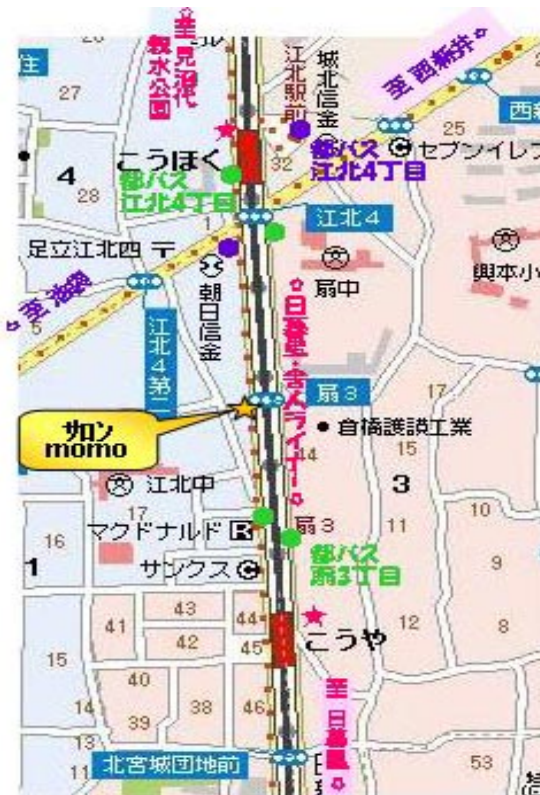 至 見沼代
親水公園
江北駅前
城北信金
至 西新井
27
25
こうほく
32
都バス
江北4丁目
セブンイレブ
都バス
江北4丁目
4
28
江北4
足立江北四
扇中
興本小
朝日信金
至 池袋
5
江北4第二
日暮里・舎人ライナー
扇3
17
サロン
momo
倉橋護謨工業
44
15
3
江北中
17
10
マクドナルド R
扇3
11
16
1
サンクス
都バス
扇3丁目
9
43
44
41
42
45
こうや
12
8
15
40
38
46
14
39
至 日暮里
13
11
北宮城団地前
53